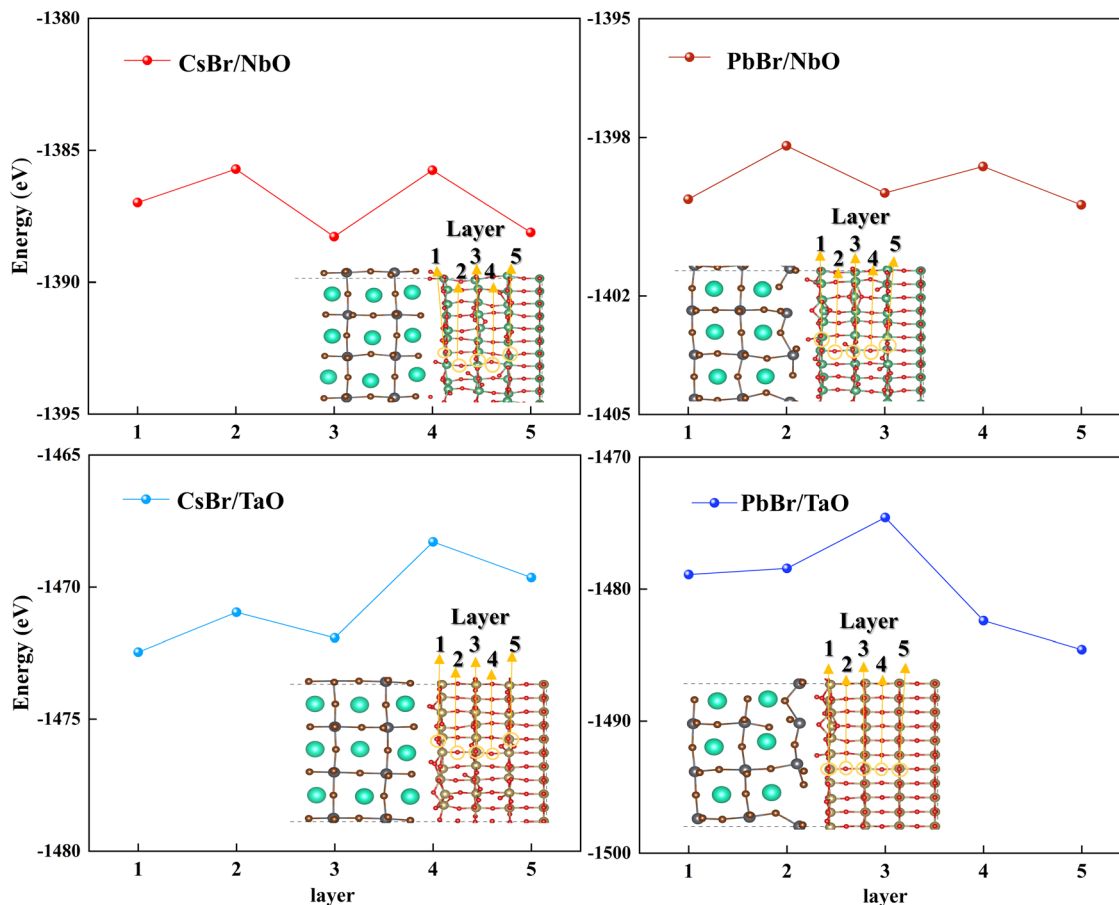 CsBr/NbO
Energy (eV)
-1380
-1385
-1390
-1395
1 2 3 4 5
Layer
1 2 3 4 5
PbBr/NbO
-1395
-1398
-1402
-1405
1 2 3 4 5
Layer
1 2 3 4 5
CsBr/TaO
Energy (eV)
-1465
-1470
-1475
-1480
1 2 3 4 5
layer
Layer
1 2 3 4 5
PbBr/TaO
-1470
-1480
-1490
-1500
1 2 3 4 5
layer
Layer
1 2 3 4 5